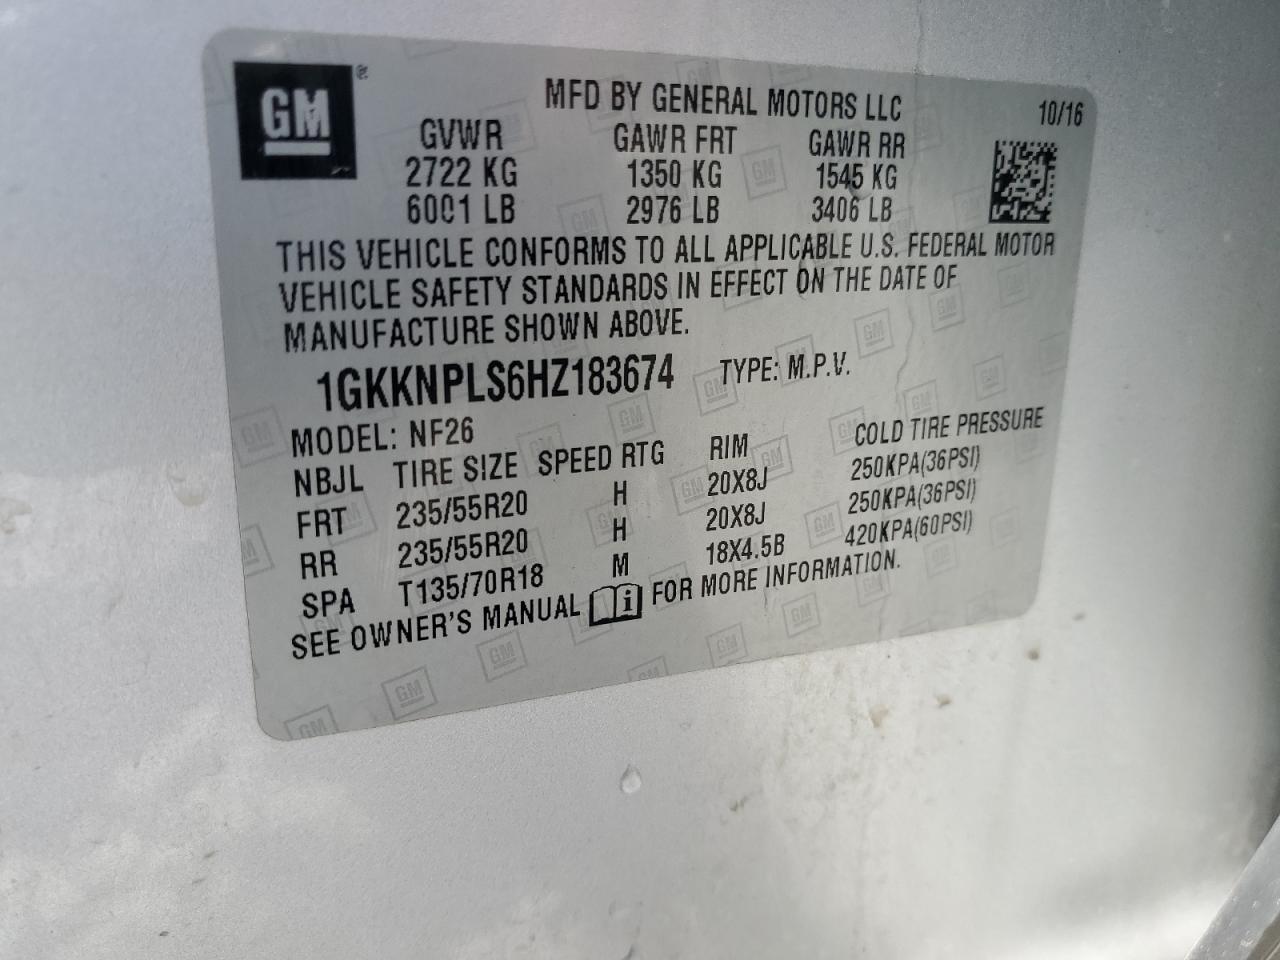 GM ®
MFD BY GENERAL MOTORS LLC 10/16
GVWR GAWR FRT GAWR RR
2722 KG 1350 KG 1545 KG
6001 LB 2976 LB 3406 LB
THIS VEHICLE CONFORMS TO ALL APPLICABLE U.S. FEDERAL MOTOR
VEHICLE SAFETY STANDARDS IN EFFECT ON THE DATE OF
MANUFACTURE SHOWN ABOVE.
1GKKNPLS6HZ183674 TYPE: M.P.V.
MODEL: NF26
NBJL TIRE SIZE SPEED RTG RIM COLD TIRE PRESSURE
FRT 235/55R20 H 20X8J 250KPA(36PSI)
RR 235/55R20 H 20X8J 250KPA(36PSI)
SPA T135/70R18 M 18X4.5B 420KPA(60PSI)
SEE OWNER'S MANUAL i FOR MORE INFORMATION.